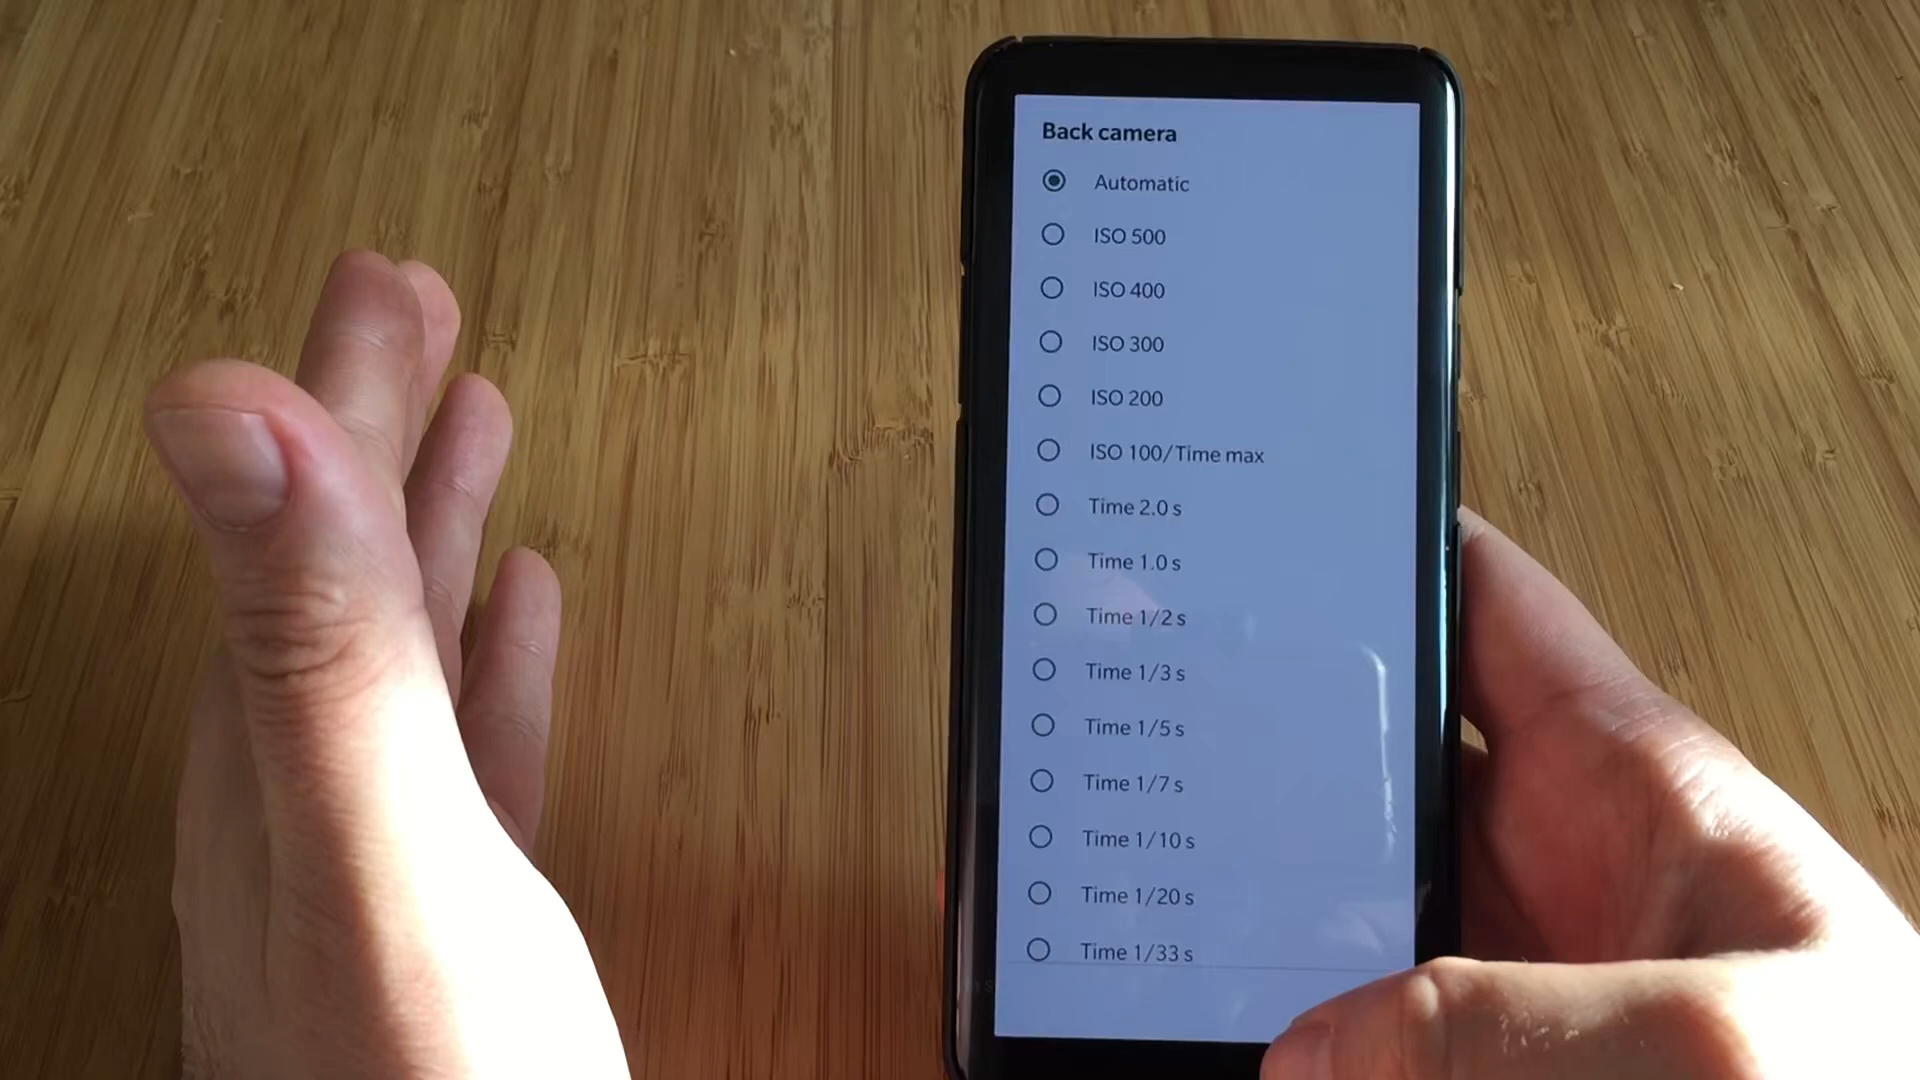 Back camera
Automatic
ISO 500
ISO 400
ISO 300
ISO 200
ISO 100/Time max
Time 2.0 s
Time 1.0 s
Time 1/2 s
Time 1/3 s
Time 1/5 s
Time 1/7 s
Time 1/10 s
Time 1/20 s
Time 1/33 s